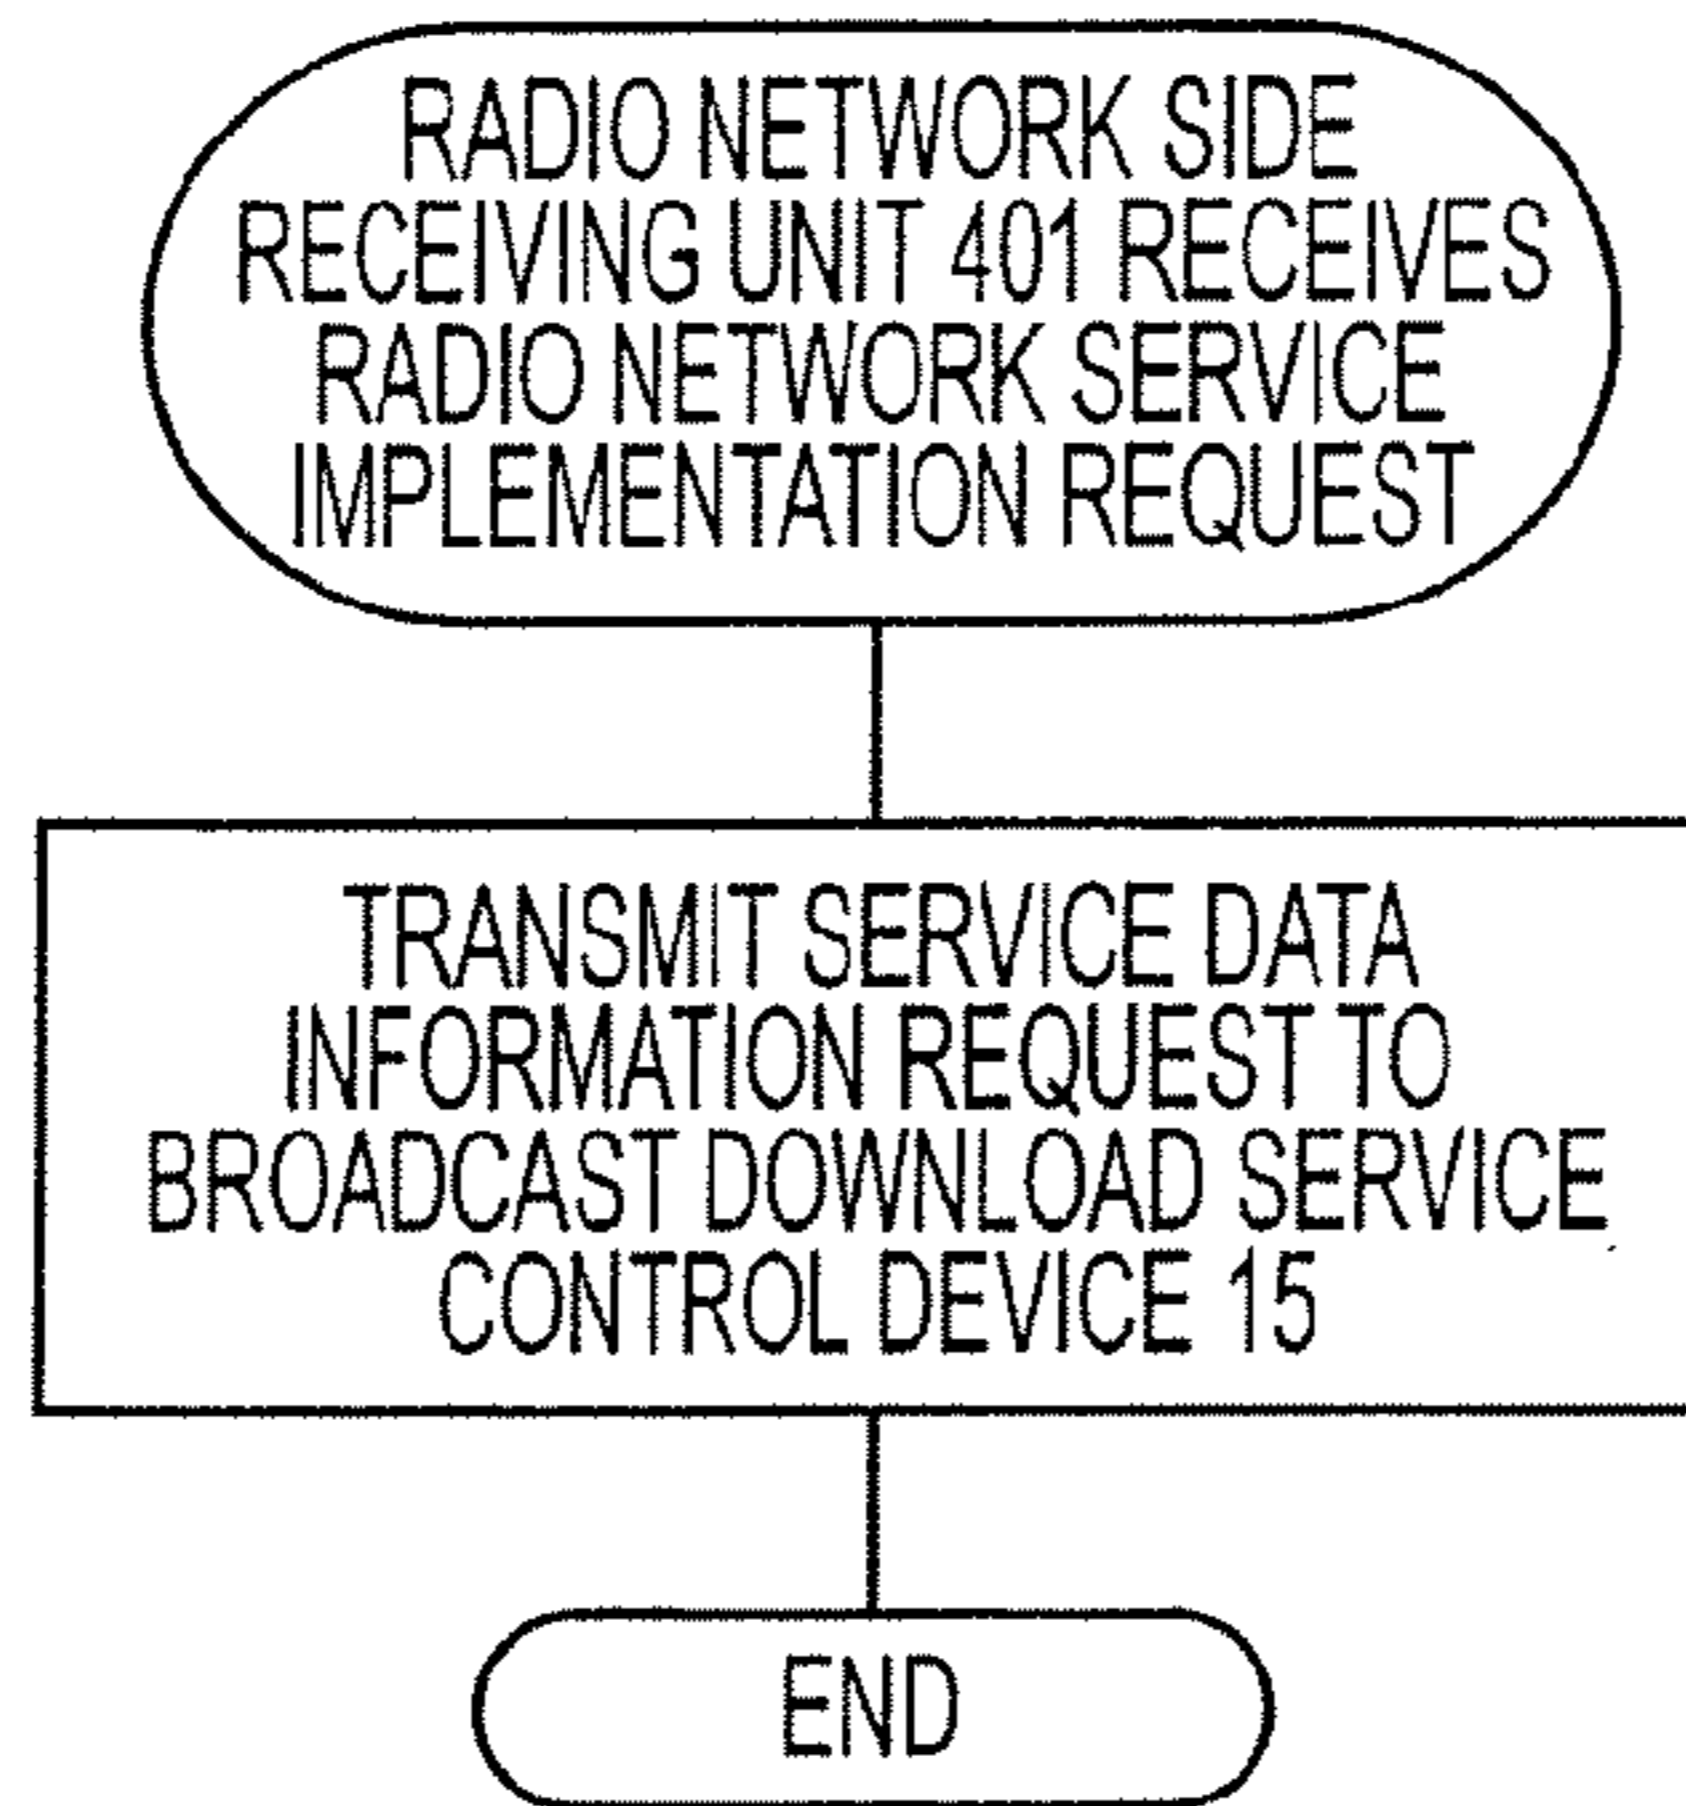 RADIO NETWORK SIDE
RECEIVING UNIT 401 RECEIVES
RADIO NETWORK SERVICE
IMPLEMENTATION REQUEST
TRANSMIT SERVICE DATA
INFORMATION REQUEST TO
BROADCAST DOWNLOAD SERVICE
CONTROL DEVICE 15
END